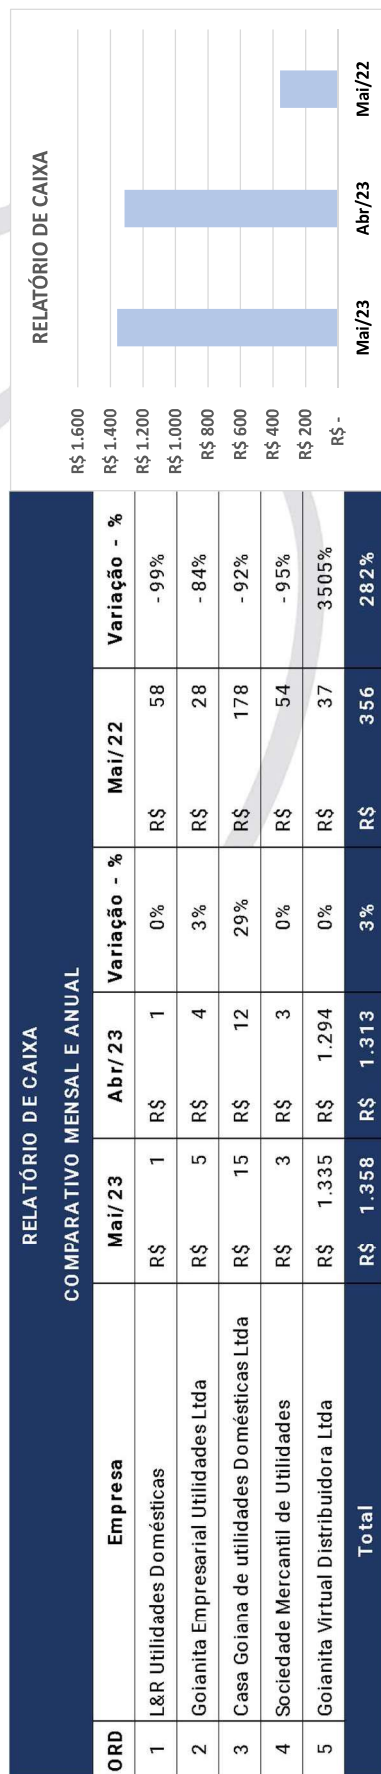 RELATÓRIO DE CAIXA
COMPARATIVO MENSAL E ANUAL
ORD Empresa Mai/23 Abr/23 Variação - % Mai/22 Variação - %
1 L&R Utilidades Domésticas R$ 1 R$ 1 0% R$ 58 - 99%
2 Goianita Empresarial Utilidades Ltda R$ 5 R$ 4 3% R$ 28 - 84%
3 Casa Goiana de utilidades Domésticas Ltda R$ 15 R$ 12 29% R$ 178 - 92%
4 Sociedade Mercantil de Utilidades R$ 3 R$ 3 0% R$ 54 - 95%
5 Goianita Virtual Distribuidora Ltda R$ 1.335 R$ 1.294 0% R$ 37 3505%
Total R$ 1.358 R$ 1.313 3% R$ 356 282%
RELATÓRIO DE CAIXA
R$ 1.600
R$ 1.400
R$ 1.200
R$ 1.000
R$ 800
R$ 600
R$ 400
R$ 200
R$ -
Mai/23 Abr/23 Mai/22